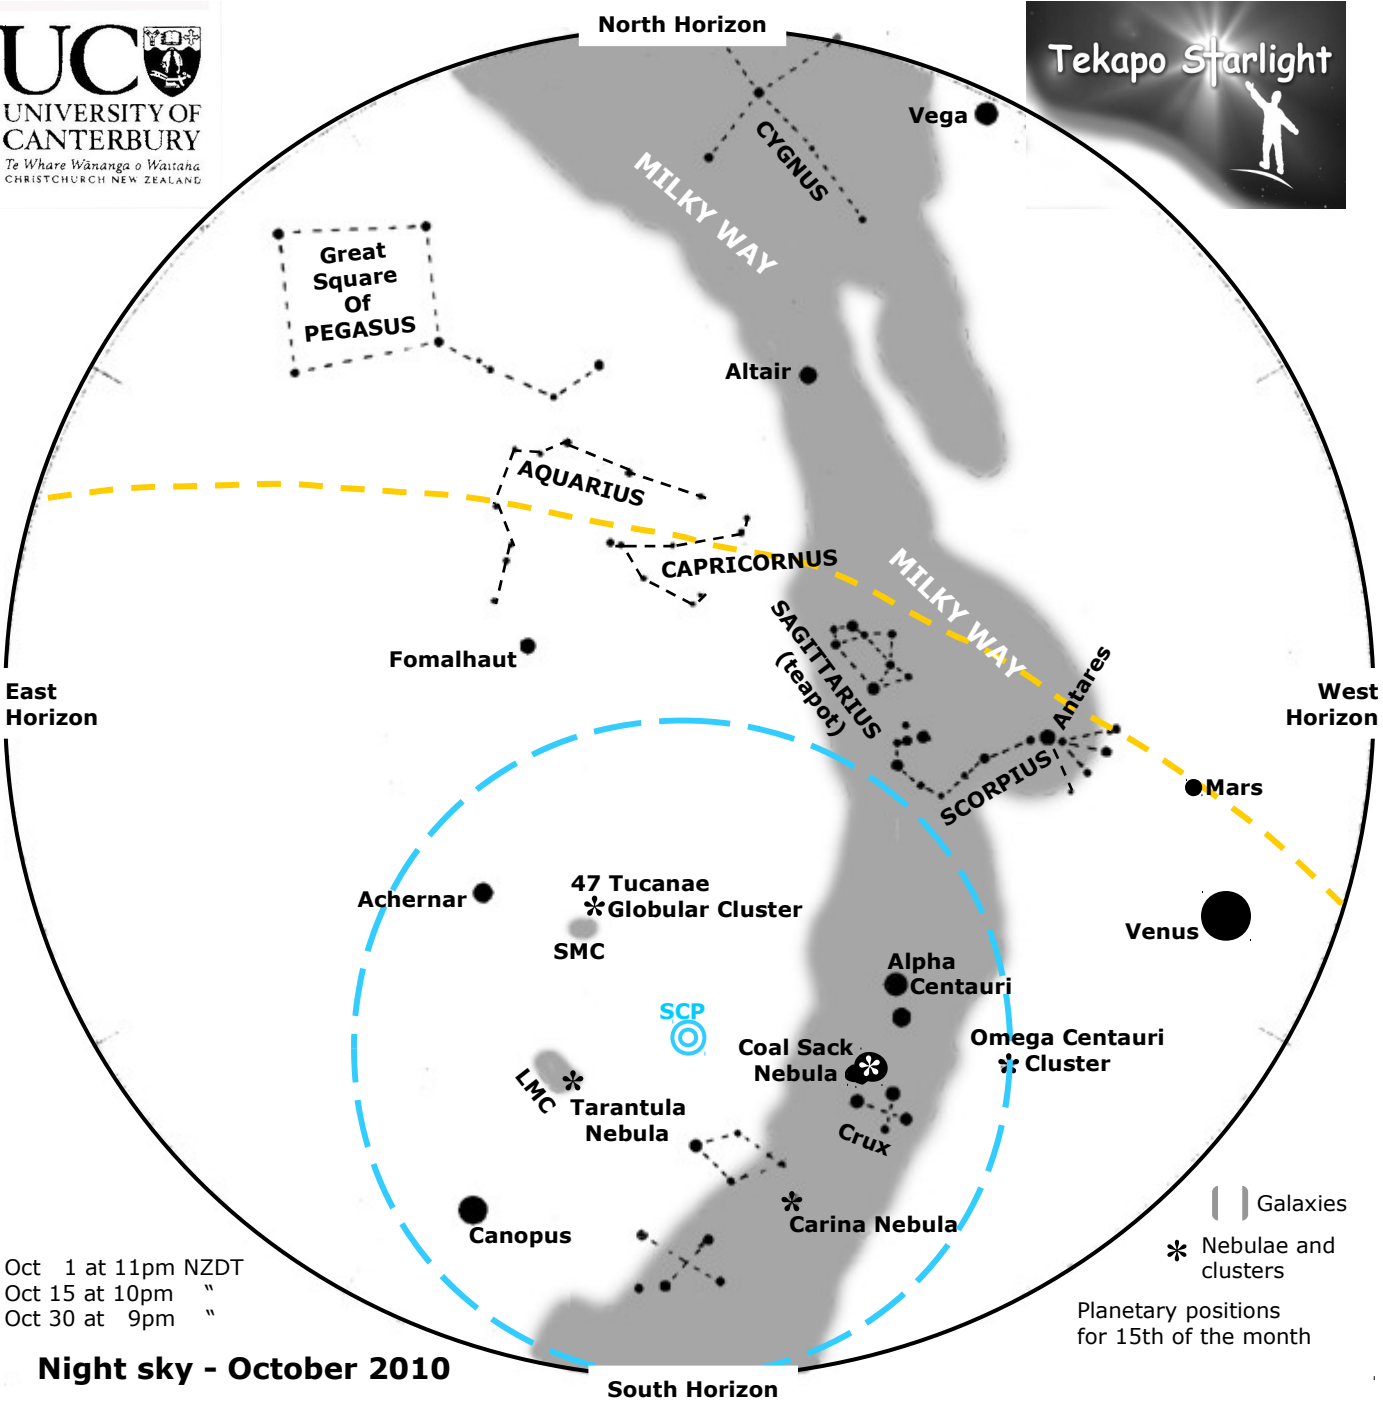 North Horizon
UC
UNIVERSITY OF
CANTERBURY
Te Whare Wānanga o Waitaha
CHRISTCHURCH NEW ZEALAND
Tekapo Starlight
Vega
CYGNUS
MILKY WAY
Great
Square
Of
PEGASUS
Altair
AQUARIUS
CAPRICORNUS
MILKY WAY
SAGITTARIUS
(teapot)
Antares
Fomalhaut
East
Horizon
West
Horizon
SCORPIUS
Mars
47 Tucanae
Globular Cluster
Achernar
SMC
Venus
Alpha
Centauri
SCP
Coal Sack
Nebula
Omega Centauri
Cluster
LMC
Tarantula
Nebula
Crux
Carina Nebula
Canopus
Galaxies
Nebulae and
clusters
Planetary positions
for 15th of the month
Oct 1 at 11pm NZDT
Oct 15 at 10pm "
Oct 30 at 9pm "
Night sky - October 2010
South Horizon